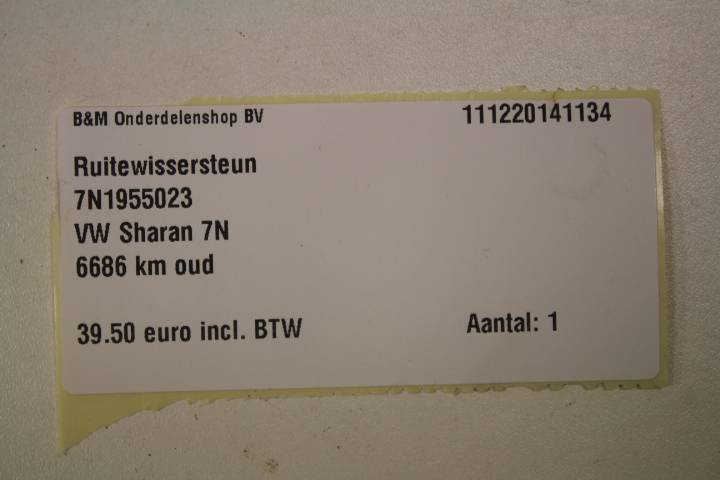 B&M Onderdelenshop BV 111220141134
Ruitewissersteun
7N1955023
VW Sharan 7N
6686 km oud
39.50 euro incl. BTW Aantal: 1